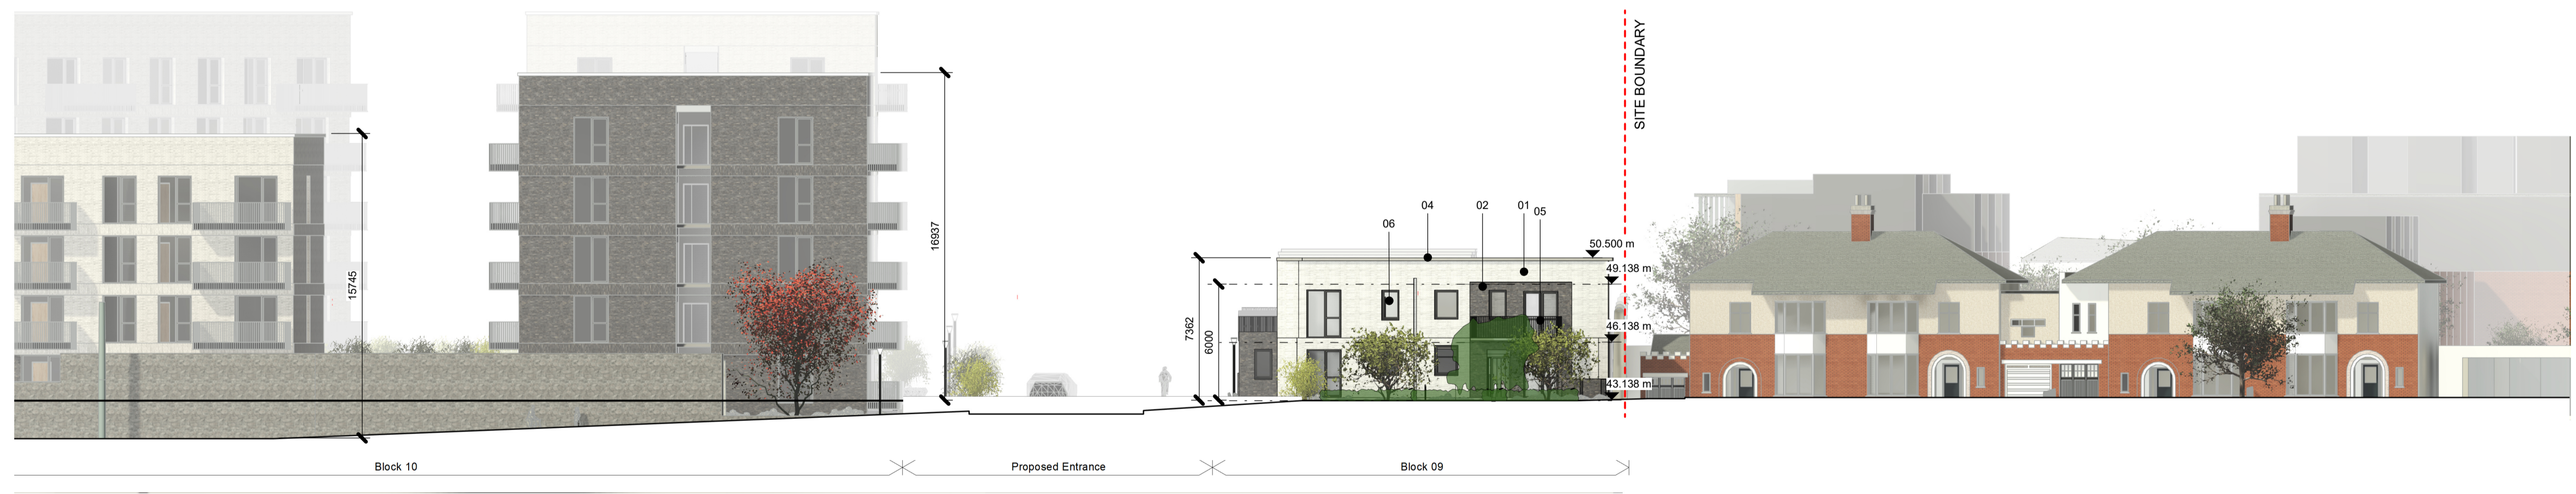 SITE BOUNDARY
15745
16937
06
04
02
01
05
50.500 m
49.138 m
46.138 m
43.138 m
7362
6000
Block 10
Proposed Entrance
Block 09